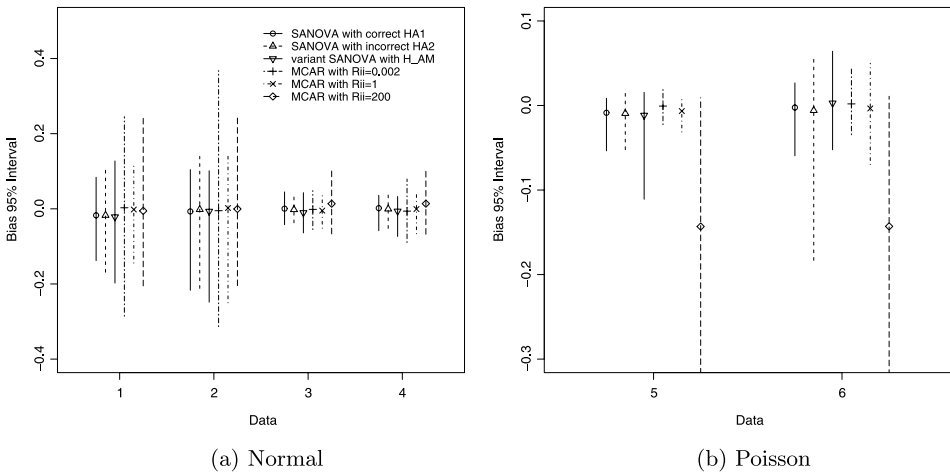 SANOVA with correct HA1
SANOVA with incorrect HA2
variant SANOVA with H_AM
MCAR with Rii=0.002
MCAR with Rii=1
MCAR with Rii=200
Bias 95% Interval
0.4
0.2
0.0
−0.2
−0.4
1
2
3
4
Data
(a) Normal
Bias 95% Interval
0.1
0.0
−0.1
−0.2
−0.3
5
6
Data
(b) Poisson